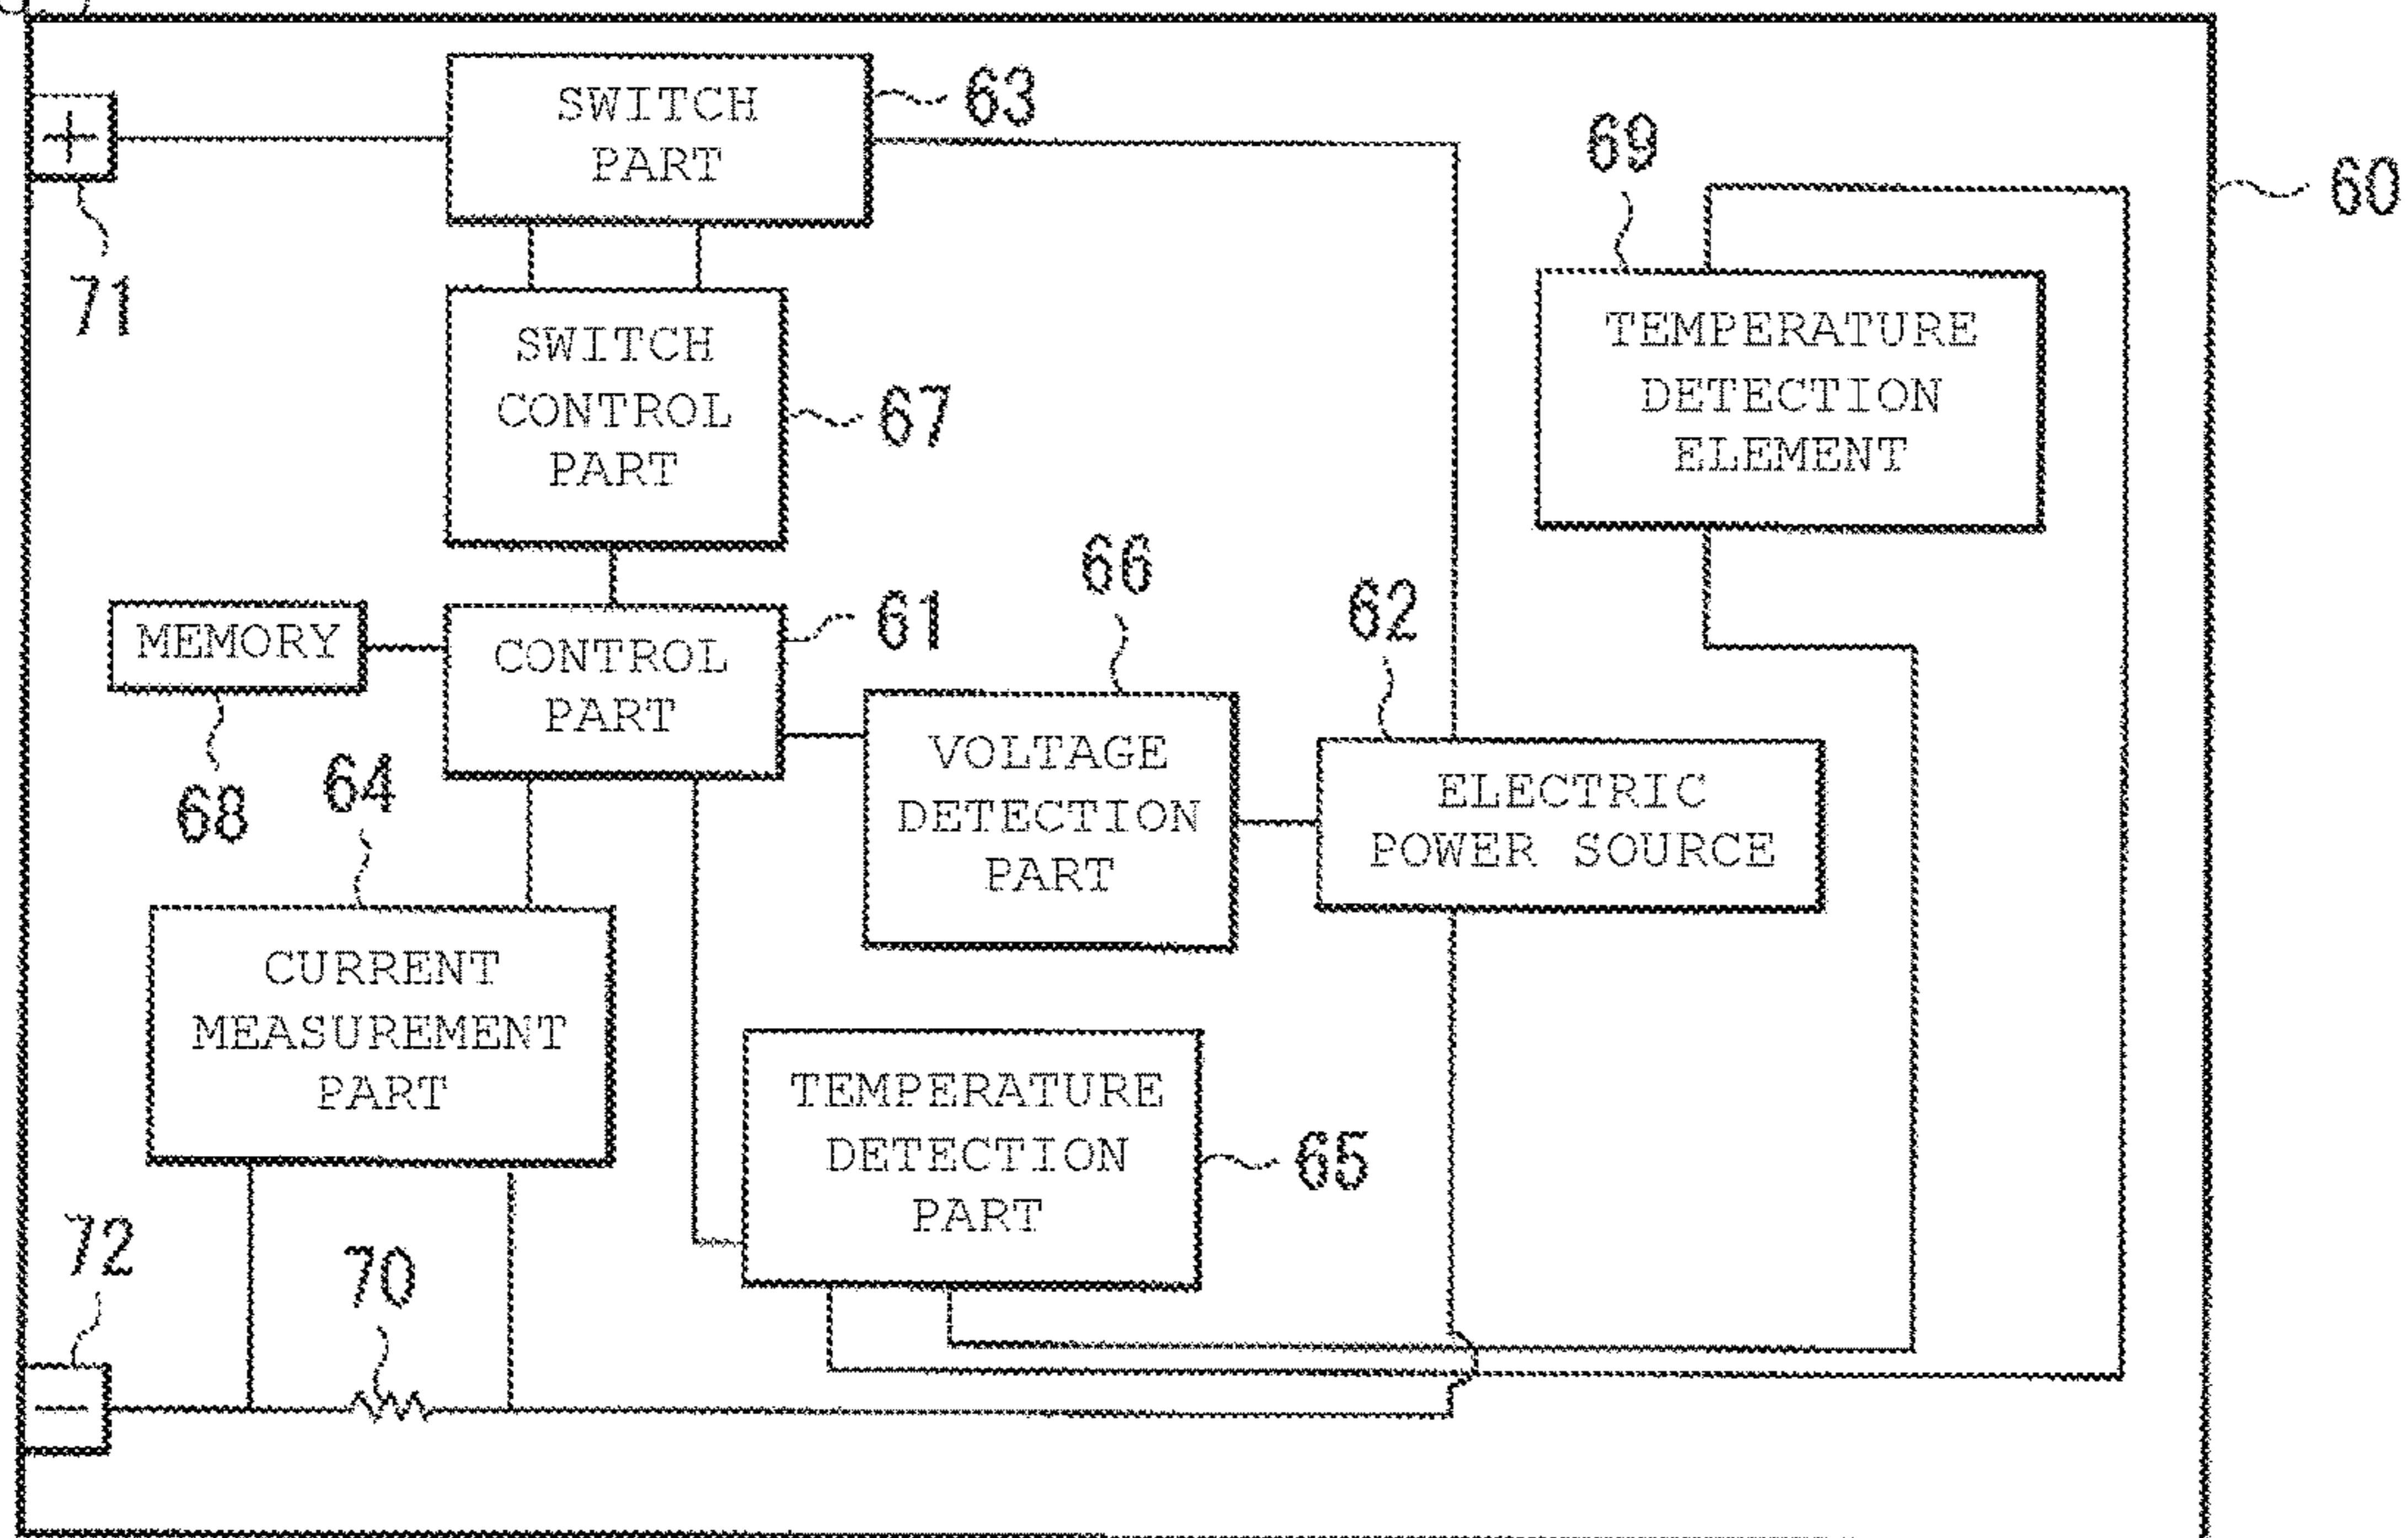 SWITCH
PART
63
+
71
69
60
SWITCH
CONTROL
PART
67
TEMPERATURE
DETECTION
ELEMENT
66
62
61
MEMORY
68
CONTROL
PART
64
VOLTAGE
DETECTION
PART
ELECTRIC
POWER SOURCE
CURRENT
MEASUREMENT
PART
TEMPERATURE
DETECTION
PART
65
72
70
−